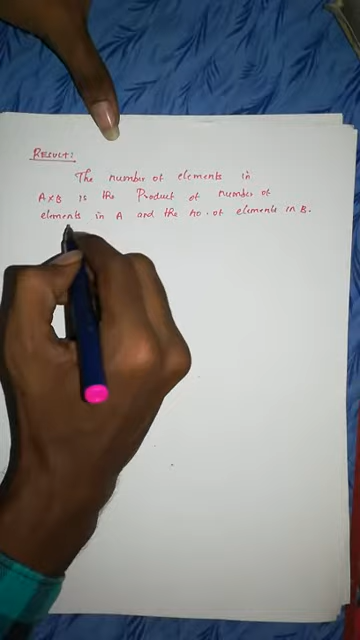 RESULT:
The number of elements in
A×B is the Product of number of
elments in A and the no. of elements in B.